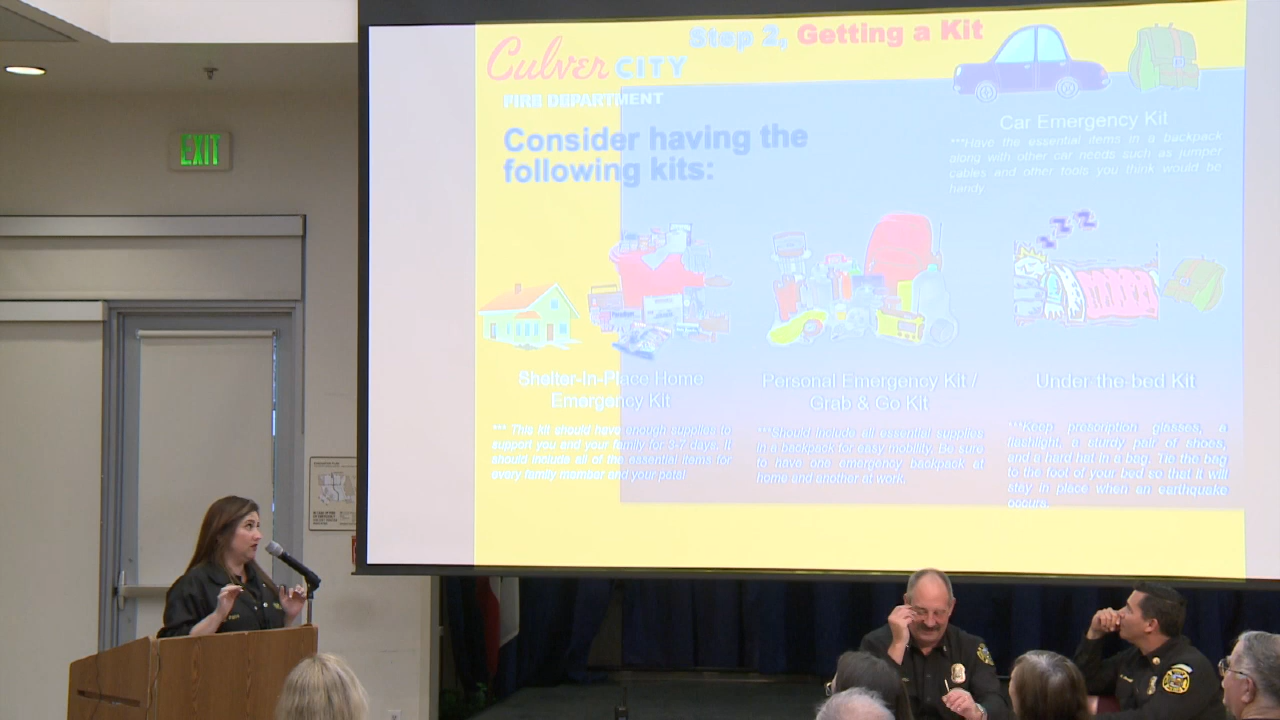 Step 2, Getting a Kit
Culver CITY
FIRE DEPARTMENT
EXIT
Consider having the
following kits:
Car Emergency Kit
***Have the essential items in a backpack
along with other car needs such as jumper
cables and other tools you think would be
handy.
Shelter-in-Place Home
Emergency Kit
*** This kit should have enough supplies to
support you and your family for 3-7 days. It
should include all of the essential items for
every family member and your pets!
Personal Emergency Kit /
Grab & Go Kit
***Should include all essential supplies
in a backpack for easy mobility. Be sure
to have one emergency backpack at
home and another at work.
Under-the-bed Kit
***Keep prescription glasses, a
flashlight, a sturdy pair of shoes,
and a hard hat in a bag. Tie the bag
to the foot of your bed so that it will
stay in place when an earthquake
occurs.